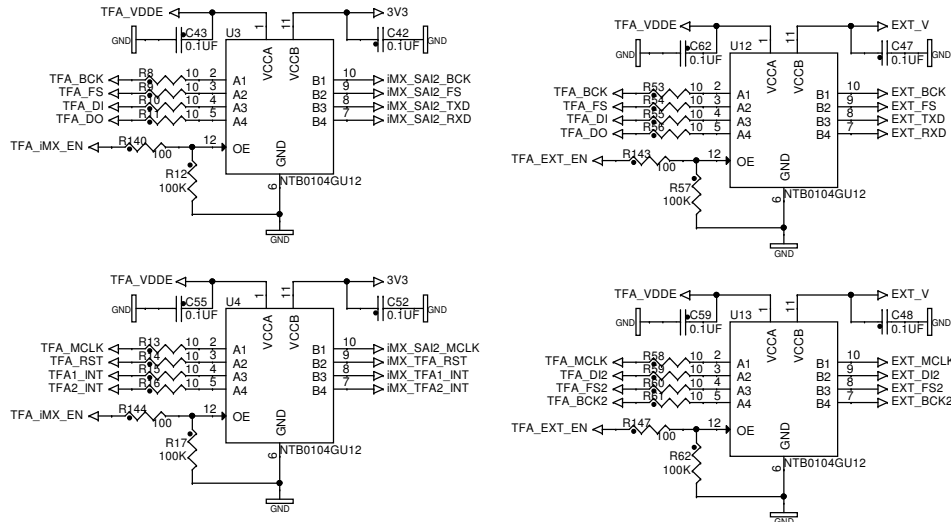 TFA_VDDE
3V3
1
11
C43
0.1UF
GND
U3
VCCA
VCCB
C42
0.1UF
GND
TFA_BCK R8 10 2 A1 B1 10 iMX_SAI2_BCK
TFA_FS R9 10 3 A2 B2 9 iMX_SAI2_FS
TFA_DI R10 10 4 A3 B3 8 iMX_SAI2_TXD
TFA_DO R11 10 5 A4 B4 7 iMX_SAI2_RXD
TFA_iMX_EN R140 100 12 OE
GND
R12
100K
6
NTB0104GU12
GND
TFA_VDDE
EXT_V
1
11
C62
0.1UF
GND
U12
VCCA
VCCB
C47
0.1UF
GND
TFA_BCK R53 10 2 A1 B1 10 EXT_BCK
TFA_FS R54 10 3 A2 B2 9 EXT_FS
TFA_DI R55 10 4 A3 B3 8 EXT_TXD
TFA_DO R56 10 5 A4 B4 7 EXT_RXD
TFA_EXT_EN R143 100 12 OE
GND
R57
100K
6
NTB0104GU12
GND
TFA_VDDE
3V3
1
11
C55
0.1UF
GND
U4
VCCA
VCCB
C52
0.1UF
GND
TFA_MCLK R13 10 2 A1 B1 10 iMX_SAI2_MCLK
TFA_RST R14 10 3 A2 B2 9 iMX_TFA_RST
TFA1_INT R15 10 4 A3 B3 8 iMX_TFA1_INT
TFA2_INT R16 10 5 A4 B4 7 iMX_TFA2_INT
TFA_iMX_EN R144 100 12 OE
GND
R17
100K
6
NTB0104GU12
GND
TFA_VDDE
EXT_V
1
11
C59
0.1UF
GND
U13
VCCA
VCCB
C48
0.1UF
GND
TFA_MCLK R58 10 2 A1 B1 10 EXT_MCLK
TFA_DI2 R59 10 3 A2 B2 9 EXT_DI2
TFA_FS2 R60 10 4 A3 B3 8 EXT_FS2
TFA_BCK2 R61 10 5 A4 B4 7 EXT_BCK2
TFA_EXT_EN R147 100 12 OE
GND
R62
100K
6
NTB0104GU12
GND